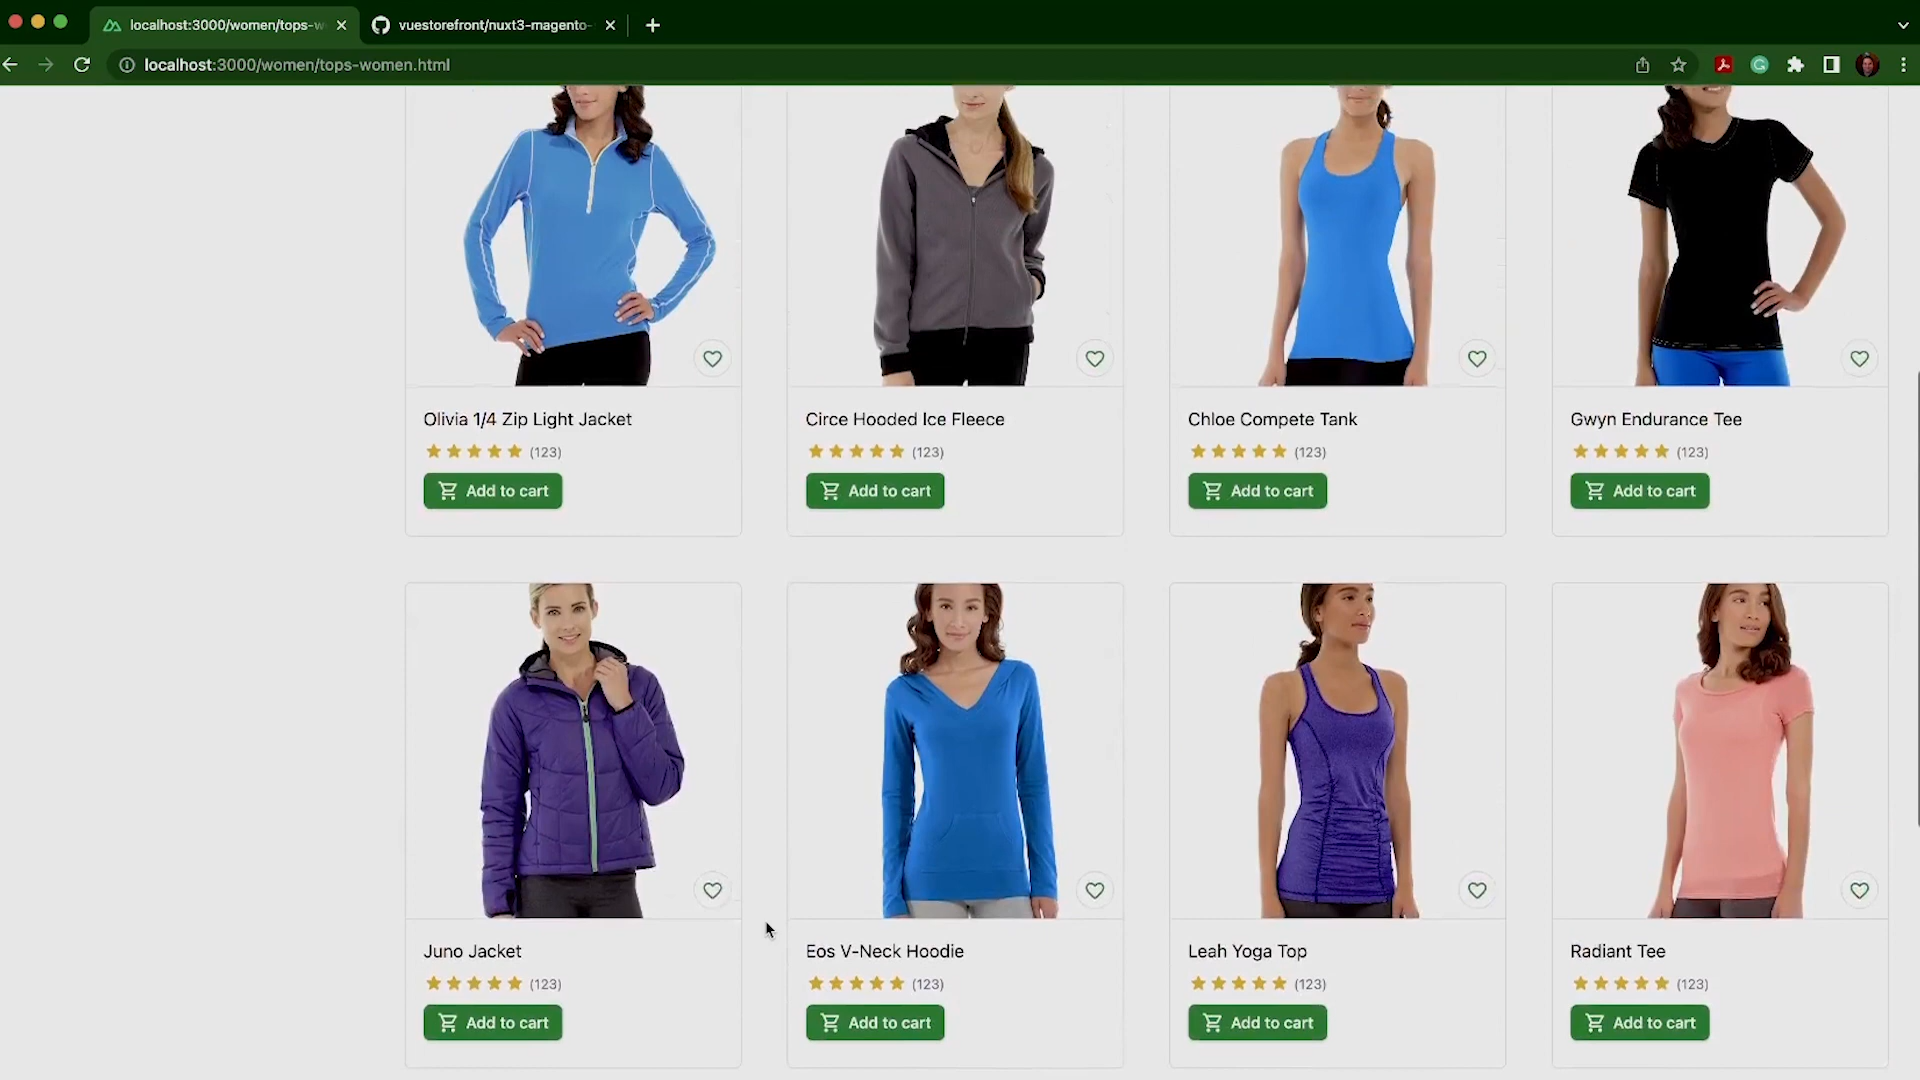 localhost:3000/women/tops-w
vuestorefront/nuxt3-magento-
localhost:3000/women/tops-women.html
Olivia 1/4 Zip Light Jacket
(123)
Add to cart
Circe Hooded Ice Fleece
(123)
Add to cart
Chloe Compete Tank
(123)
Add to cart
Gwyn Endurance Tee
(123)
Add to cart
Juno Jacket
(123)
Add to cart
Eos V-Neck Hoodie
(123)
Add to cart
Leah Yoga Top
(123)
Add to cart
Radiant Tee
(123)
Add to cart